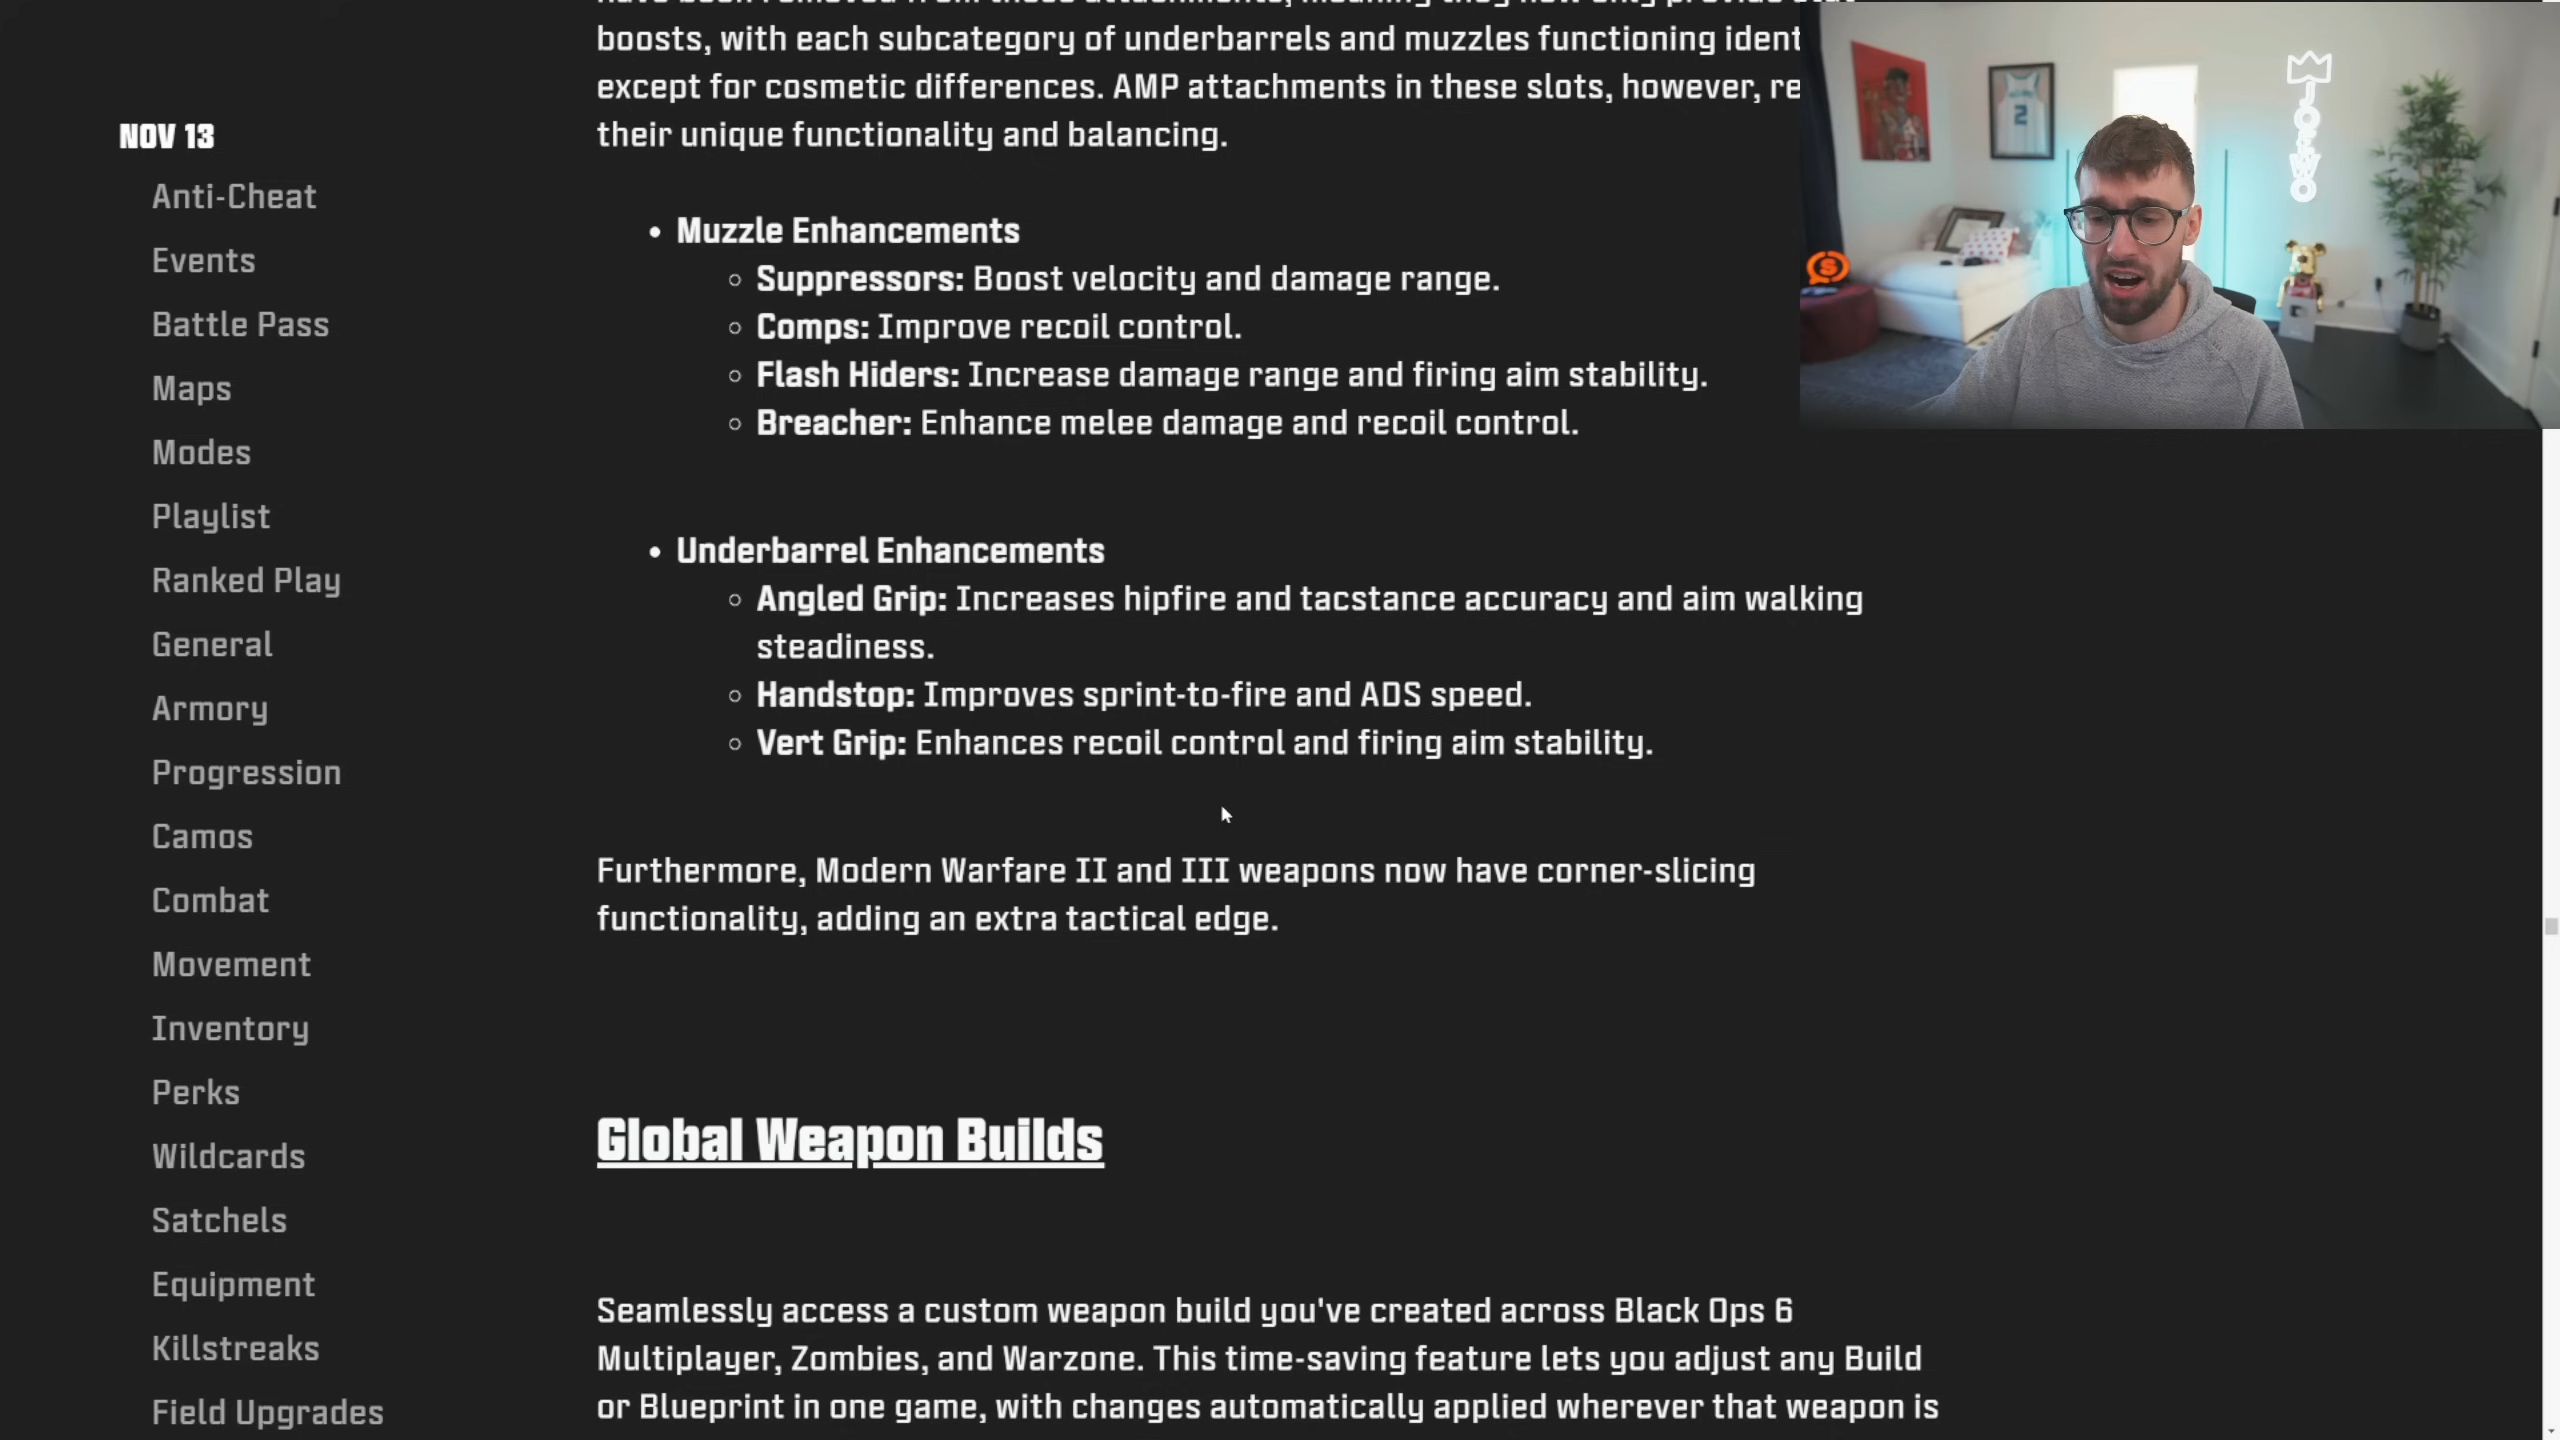 boosts, with each subcategory of underbarrels and muzzles functioning ident
except for cosmetic differences. AMP attachments in these slots, however, re
their unique functionality and balancing.
NOV 13
Anti-Cheat
Events
Battle Pass
Maps
Modes
Playlist
Ranked Play
General
Armory
Progression
Camos
Combat
Movement
Inventory
Perks
Wildcards
Satchels
Equipment
Killstreaks
Field Upgrades
• Muzzle Enhancements
Suppressors: Boost velocity and damage range.
Comps: Improve recoil control.
Flash Hiders: Increase damage range and firing aim stability.
Breacher: Enhance melee damage and recoil control.
• Underbarrel Enhancements
Angled Grip: Increases hipfire and tacstance accuracy and aim walking
steadiness.
Handstop: Improves sprint-to-fire and ADS speed.
Vert Grip: Enhances recoil control and firing aim stability.
Furthermore, Modern Warfare II and III weapons now have corner-slicing
functionality, adding an extra tactical edge.
Global Weapon Builds
Seamlessly access a custom weapon build you've created across Black Ops 6
Multiplayer, Zombies, and Warzone. This time-saving feature lets you adjust any Build
or Blueprint in one game, with changes automatically applied wherever that weapon is
2
JOEWO
S